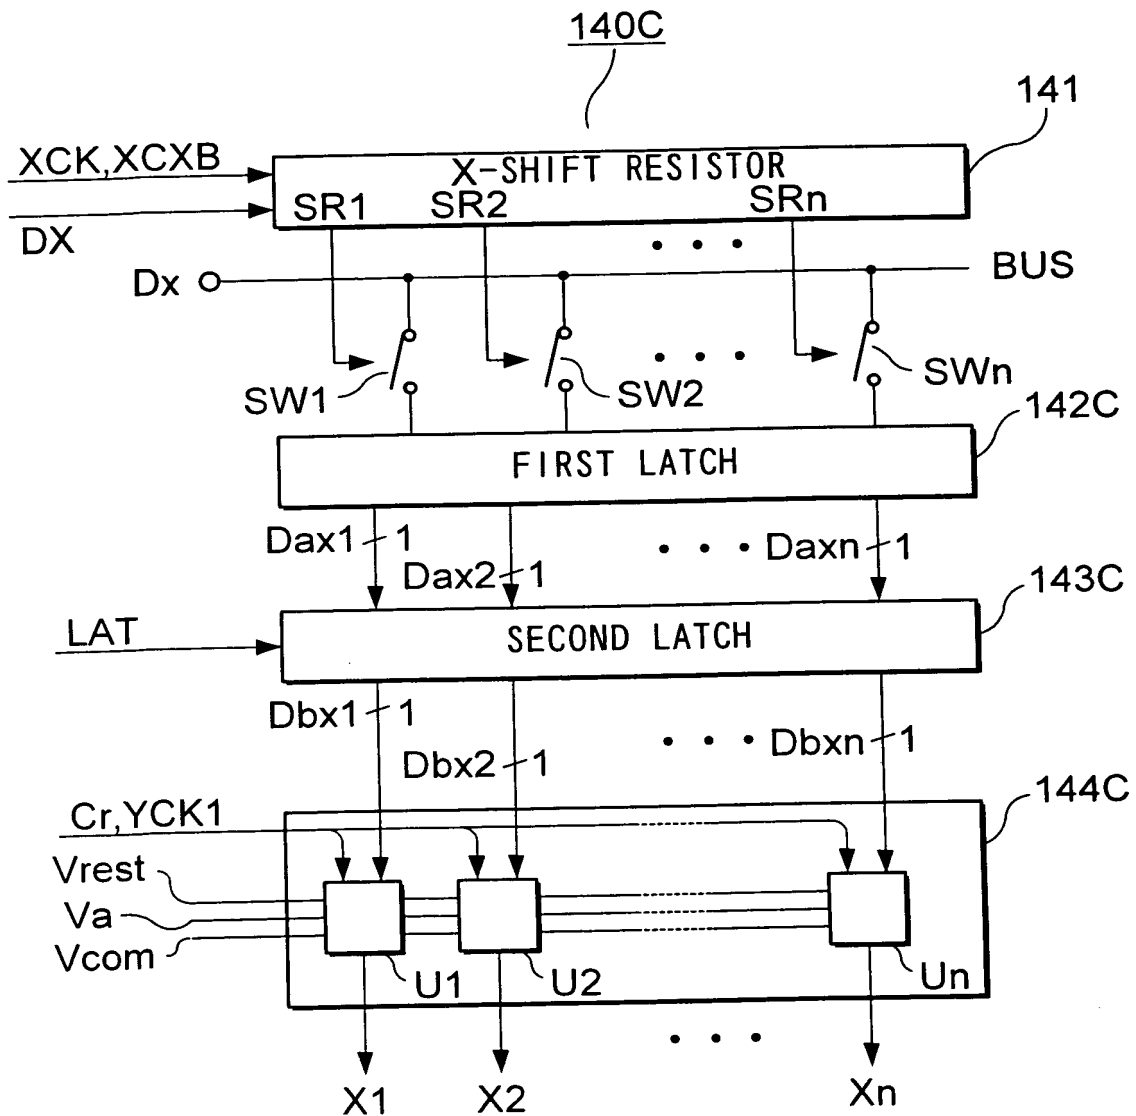 140C
141
XCK,XCXB
X-SHIFT RESISTOR
SR1 SR2 SRn
DX
Dx BUS
SW1 SW2 SWn
142C
FIRST LATCH
Dax1 1 Dax2 1 Daxn 1
143C
LAT
SECOND LATCH
Dbx1 1 Dbx2 1 Dbxn 1
144C
Cr,YCK1
Vrest
Va
Vcom
U1 U2 Un
X1 X2 Xn